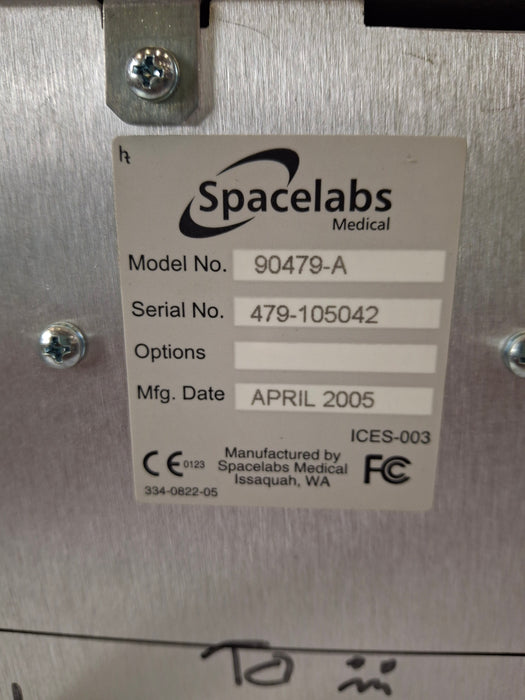 Spacelabs
Medical
Model No. 90479-A
Serial No. 479-105042
Options
Mfg. Date APRIL 2005
ICES-003
CE 0123
Manufactured by
Spacelabs Medical
Issaquah, WA
FC
334-0822-05
To